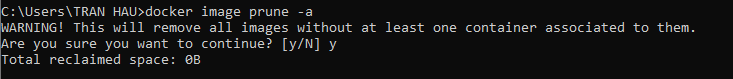 C:\Users\TRAN HAU>docker image prune -a
WARNING! This will remove all images without at least one container associated to them.
Are you sure you want to continue? [y/N] y
Total reclaimed space: 0B